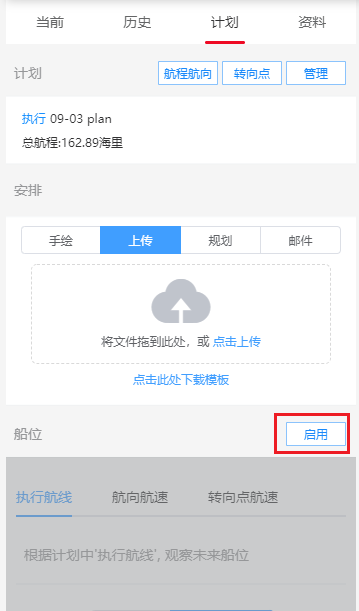 当前 历史 计划 资料
计划 航程航向 转向点 管理
执行 09-03 plan
总航程:162.89海里
安排
手绘 上传 规划 邮件
将文件拖到此处，或 点击上传
点击此处下载模板
船位 启用
执行航线 航向航速 转向点航速
根据计划中'执行航线', 观察未来船位